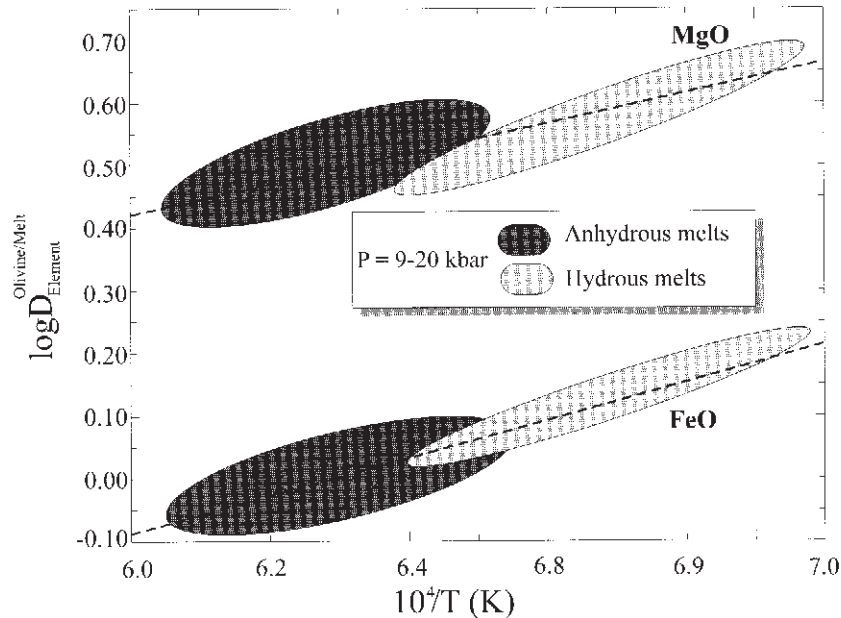 0.70
0.60
0.50
0.40
0.30
0.20
0.10
0.00
-0.10
logD Olivine/Melt Element
MgO
P = 9-20 kbar
Anhydrous melts
Hydrous melts
FeO
6.0 6.2 6.4 6.8 6.9 7.0
10⁴/T (K)